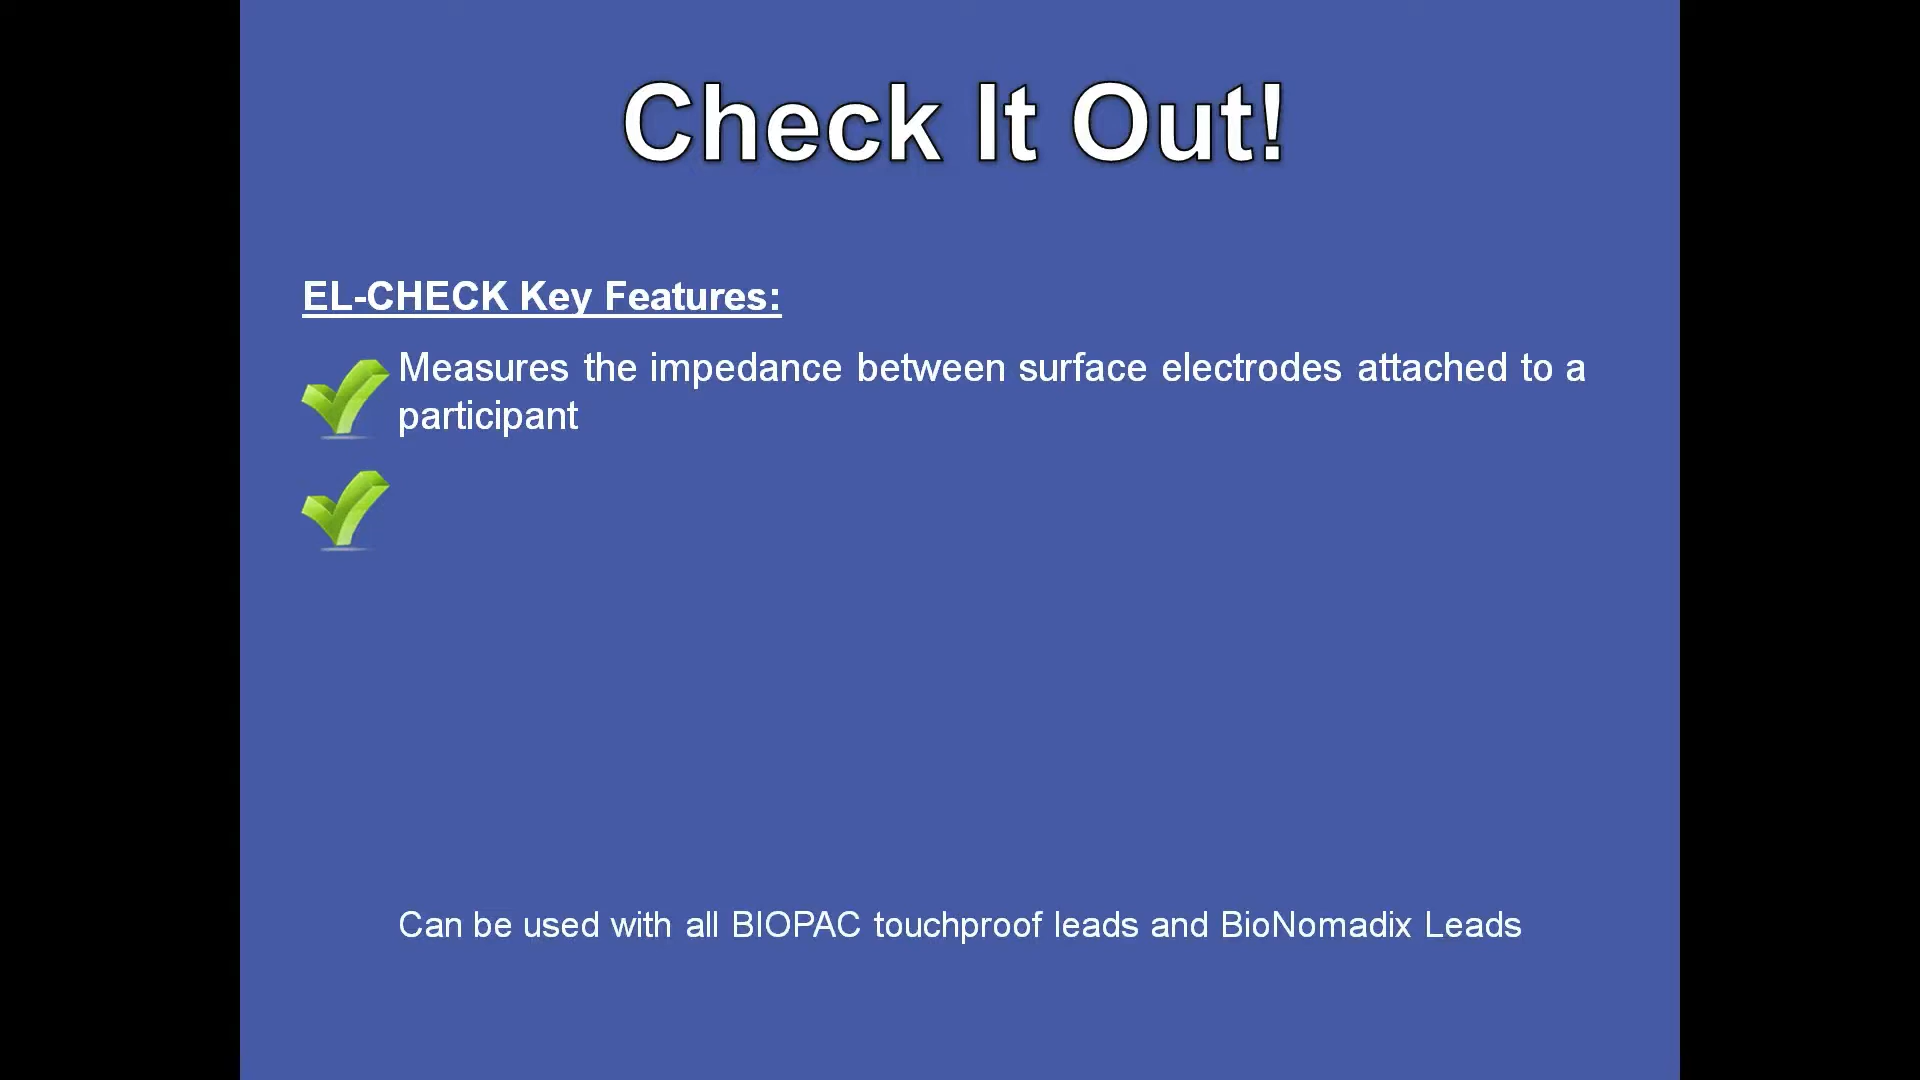 Check It Out!
EL-CHECK Key Features:
Measures the impedance between surface electrodes attached to a
participant
Can be used with all BIOPAC touchproof leads and BioNomadix Leads